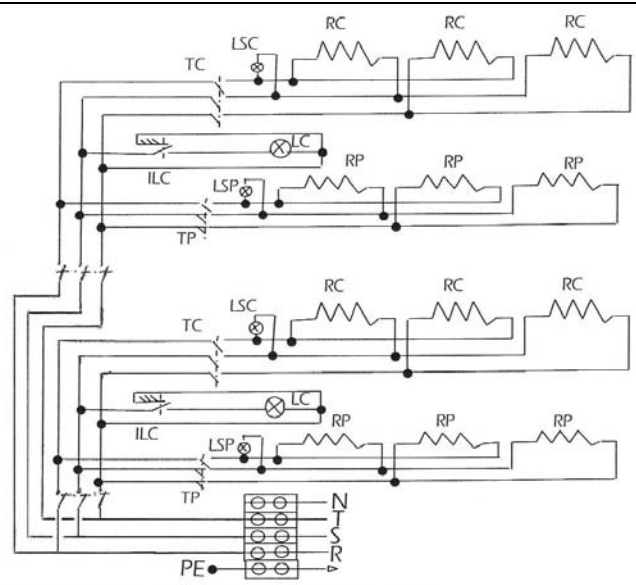 RC RC RC
LSC
TC
LC
ILC
RP RP RP
LSP
TP
RC RC RC
LSC
TC
LC
ILC
RP RP RP
LSP
TP
N
T
S
R
PE